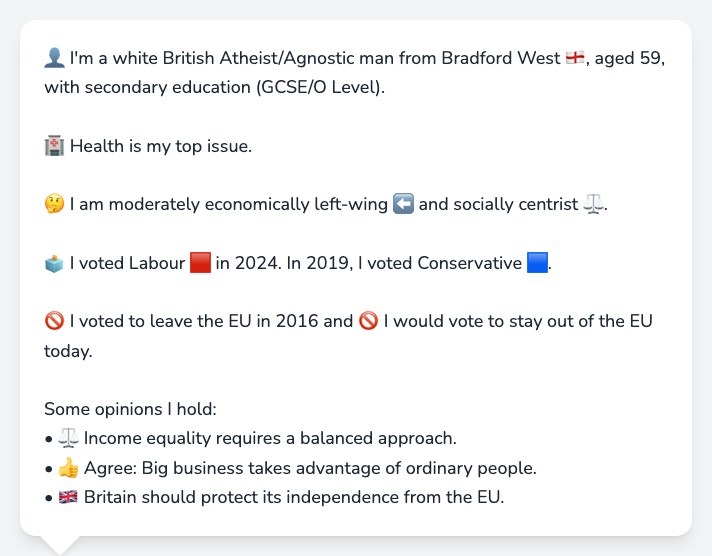 👤 I'm a white British Atheist/Agnostic man from Bradford West 🏴󠁧󠁢󠁥󠁮󠁧󠁿, aged 59,
with secondary education (GCSE/O Level).
🏥 Health is my top issue.
🤔 I am moderately economically left-wing ⬅️ and socially centrist ⚖️.
🗳️ I voted Labour 🟥 in 2024. In 2019, I voted Conservative 🟦.
🚫 I voted to leave the EU in 2016 and 🚫 I would vote to stay out of the EU
today.
Some opinions I hold:
• ⚖️ Income equality requires a balanced approach.
• 👍 Agree: Big business takes advantage of ordinary people.
• 🇬🇧 Britain should protect its independence from the EU.